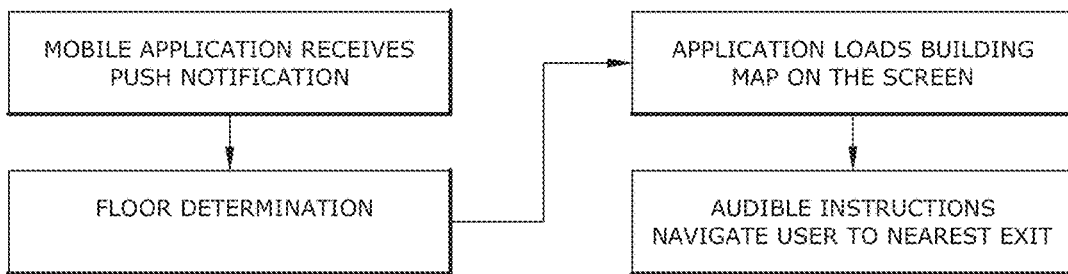 MOBILE APPLICATION RECEIVES
PUSH NOTIFICATION
FLOOR DETERMINATION
APPLICATION LOADS BUILDING
MAP ON THE SCREEN
AUDIBLE INSTRUCTIONS
NAVIGATE USER TO NEAREST EXIT